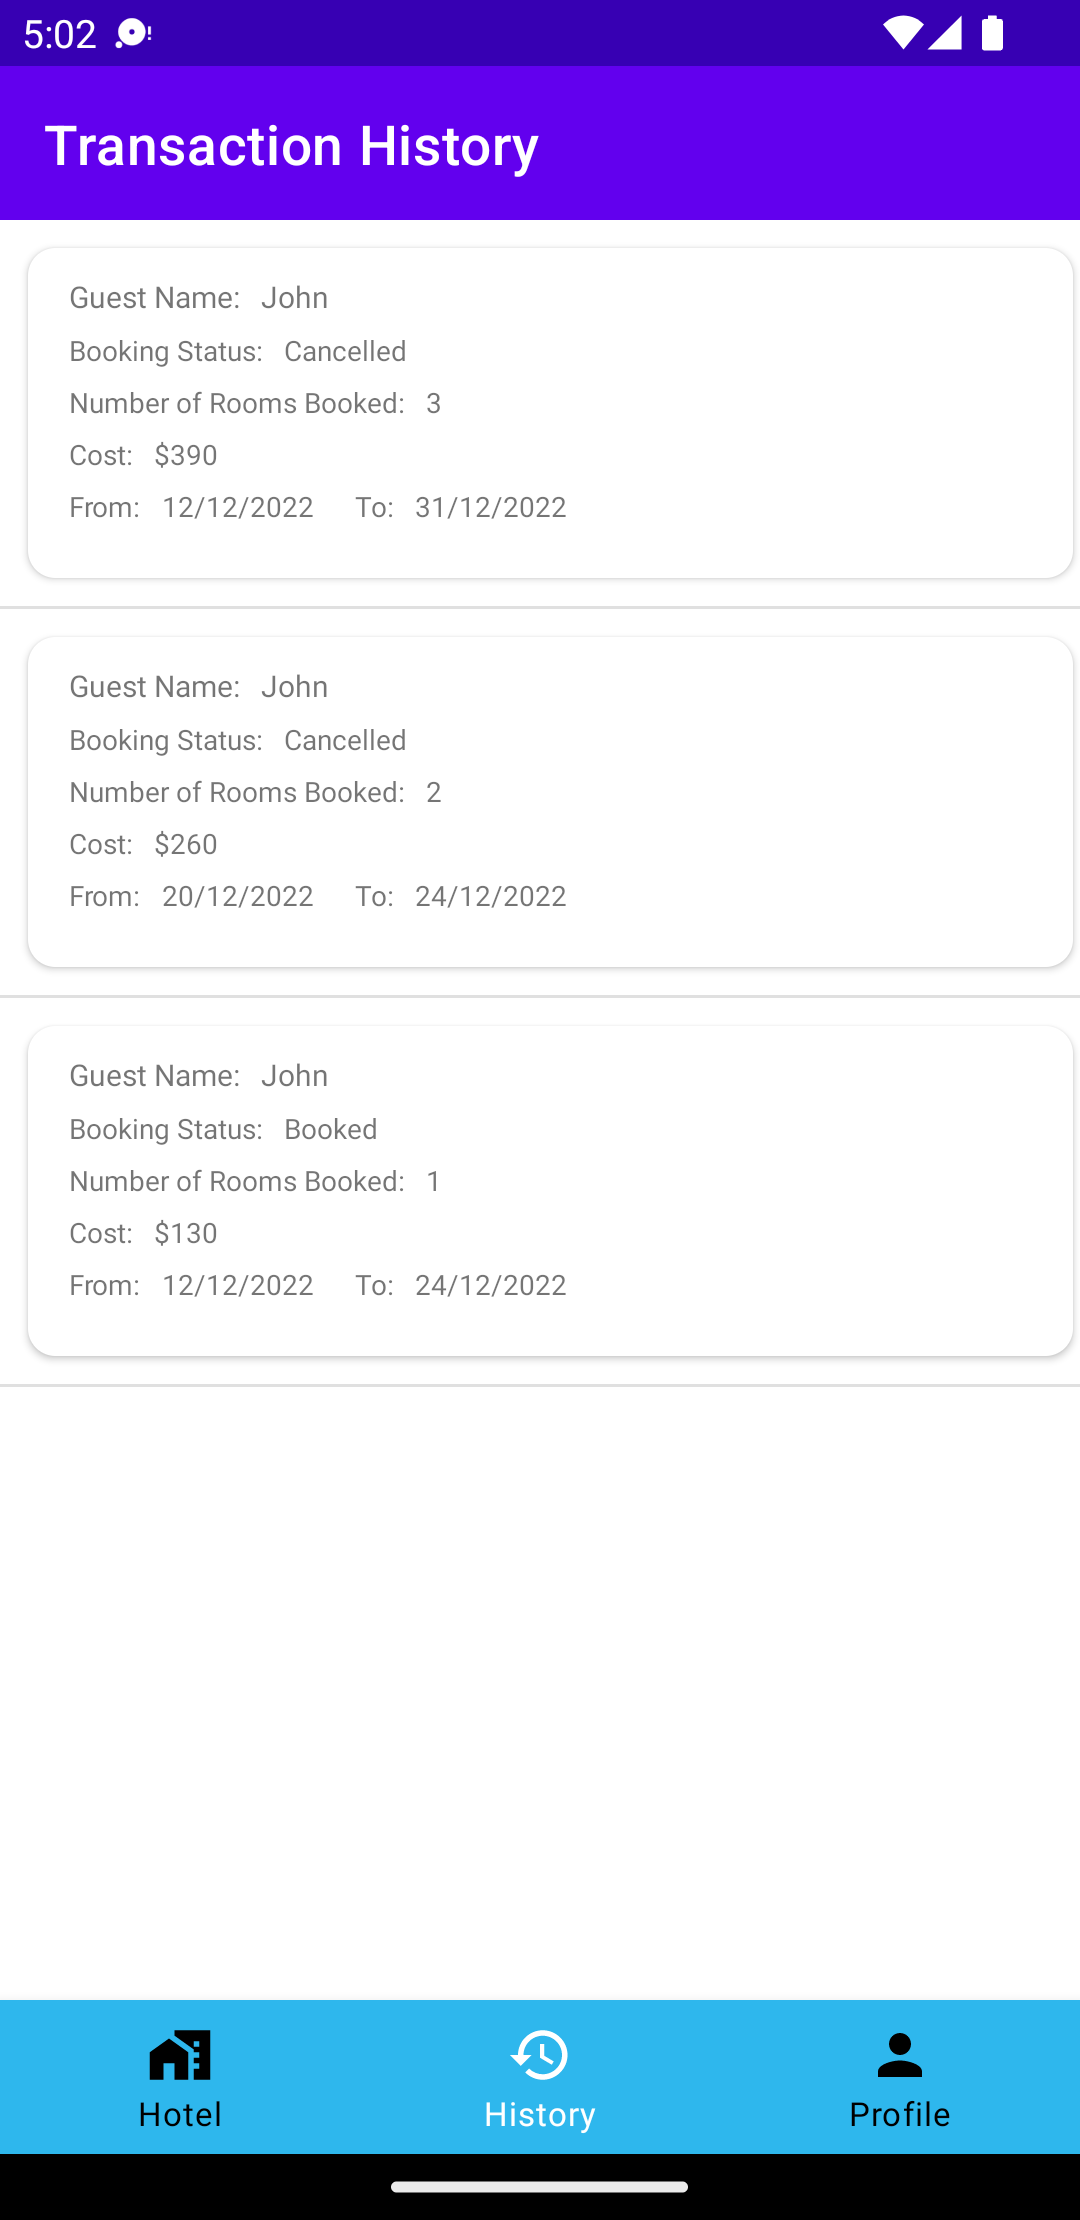 5:02
Transaction History
Guest Name: John
Booking Status: Cancelled
Number of Rooms Booked: 3
Cost: $390
From: 12/12/2022 To: 31/12/2022
Guest Name: John
Booking Status: Cancelled
Number of Rooms Booked: 2
Cost: $260
From: 20/12/2022 To: 24/12/2022
Guest Name: John
Booking Status: Booked
Number of Rooms Booked: 1
Cost: $130
From: 12/12/2022 To: 24/12/2022
Hotel History Profile